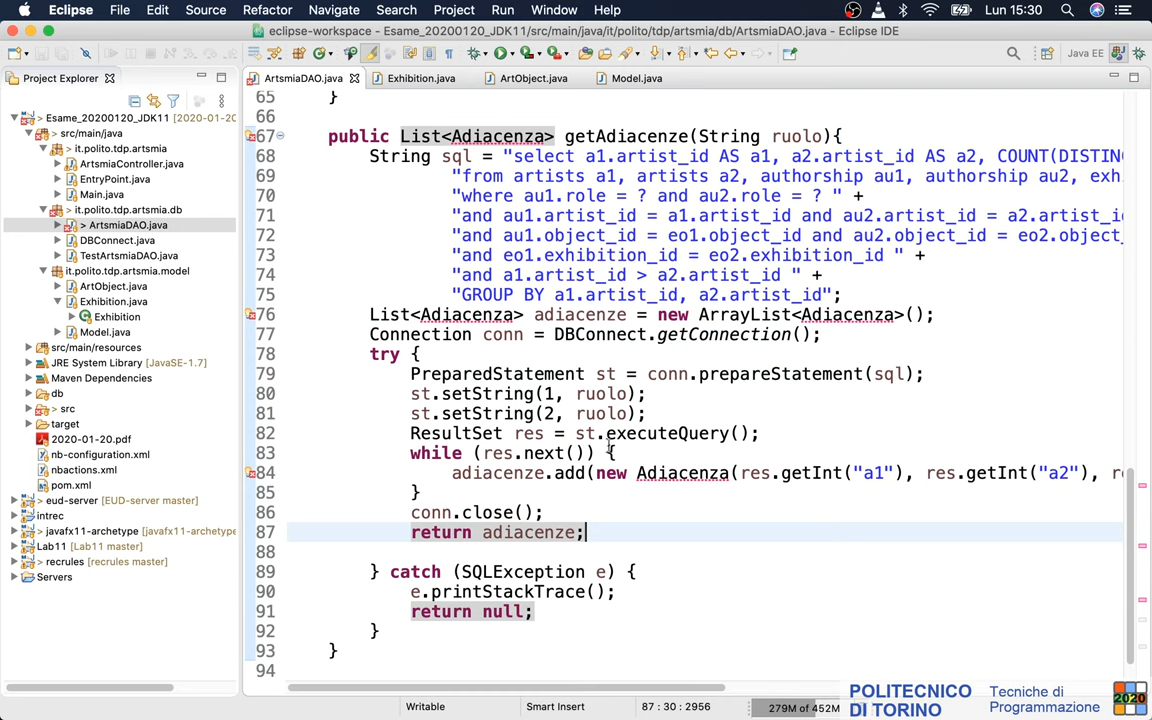 Eclipse File Edit Source Refactor Navigate Search Project Run Window Help Lun 15:30
eclipse-workspace - Esame_20200120_JDK11/src/main/java/it/polito/tdp/artsmia/db/ArtsmiaDAO.java - Eclipse IDE
Java EE
Project Explorer
Esame_20200120_JDK11 [2020-01-20
src/main/java
it.polito.tdp.artsmia
ArtsmiaController.java
EntryPoint.java
Main.java
it.polito.tdp.artsmia.db
> ArtsmiaDAO.java
DBConnect.java
TestArtsmiaDAO.java
it.polito.tdp.artsmia.model
ArtObject.java
Exhibition.java
Exhibition
Model.java
src/main/resources
JRE System Library [JavaSE-1.7]
Maven Dependencies
db
> src
target
2020-01-20.pdf
nb-configuration.xml
nbactions.xml
pom.xml
> eud-server [EUD-server master]
intrec
> javafx11-archetype [javafx11-archetype
Lab11 [Lab11 master]
> recrules [recrules master]
Servers
ArtsmiaDAO.java Exhibition.java ArtObject.java Model.java
65 }
66
67 public List<Adiacenza> getAdiacenze(String ruolo){
68 String sql = "select a1.artist_id AS a1, a2.artist_id AS a2, COUNT(DISTIN
69 "from artists a1, artists a2, authorship au1, authorship au2, exh
70 "where au1.role = ? and au2.role = ? " +
71 "and au1.artist_id = a1.artist_id and au2.artist_id = a2.artist_i
72 "and au1.object_id = eo1.object_id and au2.object_id = eo2.object_
73 "and eo1.exhibition_id = eo2.exhibition_id " +
74 "and a1.artist_id > a2.artist_id " +
75 "GROUP BY a1.artist_id, a2.artist_id";
76 List<Adiacenza> adiacenze = new ArrayList<Adiacenza>();
77 Connection conn = DBConnect.getConnection();
78 try {
79 PreparedStatement st = conn.prepareStatement(sql);
80 st.setString(1, ruolo);
81 st.setString(2, ruolo);
82 ResultSet res = st.executeQuery();
83 while (res.next()) {
84 adiacenze.add(new Adiacenza(res.getInt("a1"), res.getInt("a2"), r
85 }
86 conn.close();
87 return adiacenze;
88
89 } catch (SQLException e) {
90 e.printStackTrace();
91 return null;
92 }
93 }
94
Writable Smart Insert 87 : 30 : 2956 279M of 452M
POLITECNICO
DI TORINO
Tecniche di
Programmazione
2020